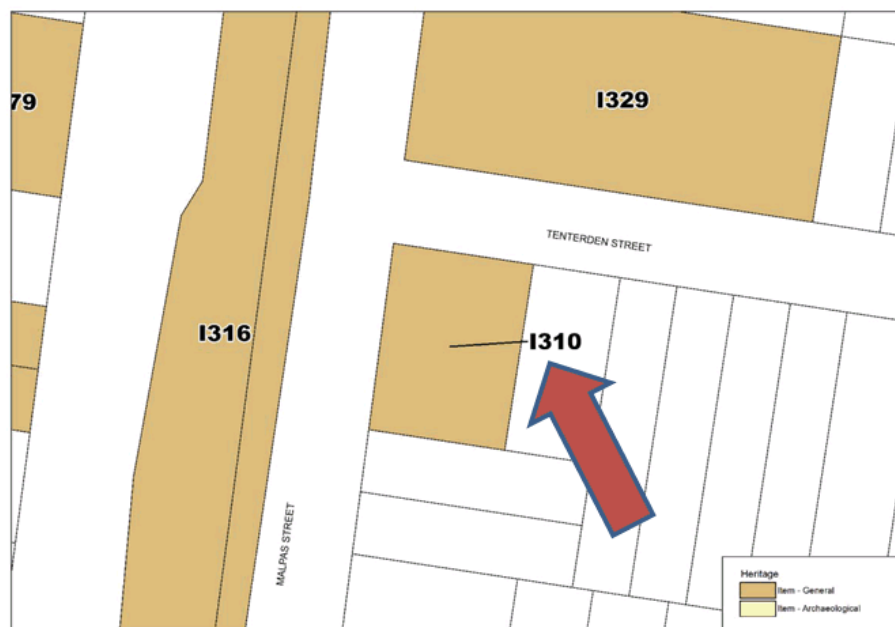 79
I329
TENTERDEN STREET
I316
I310
MALPAS STREET
Heritage
Item - General
Item - Archaeological